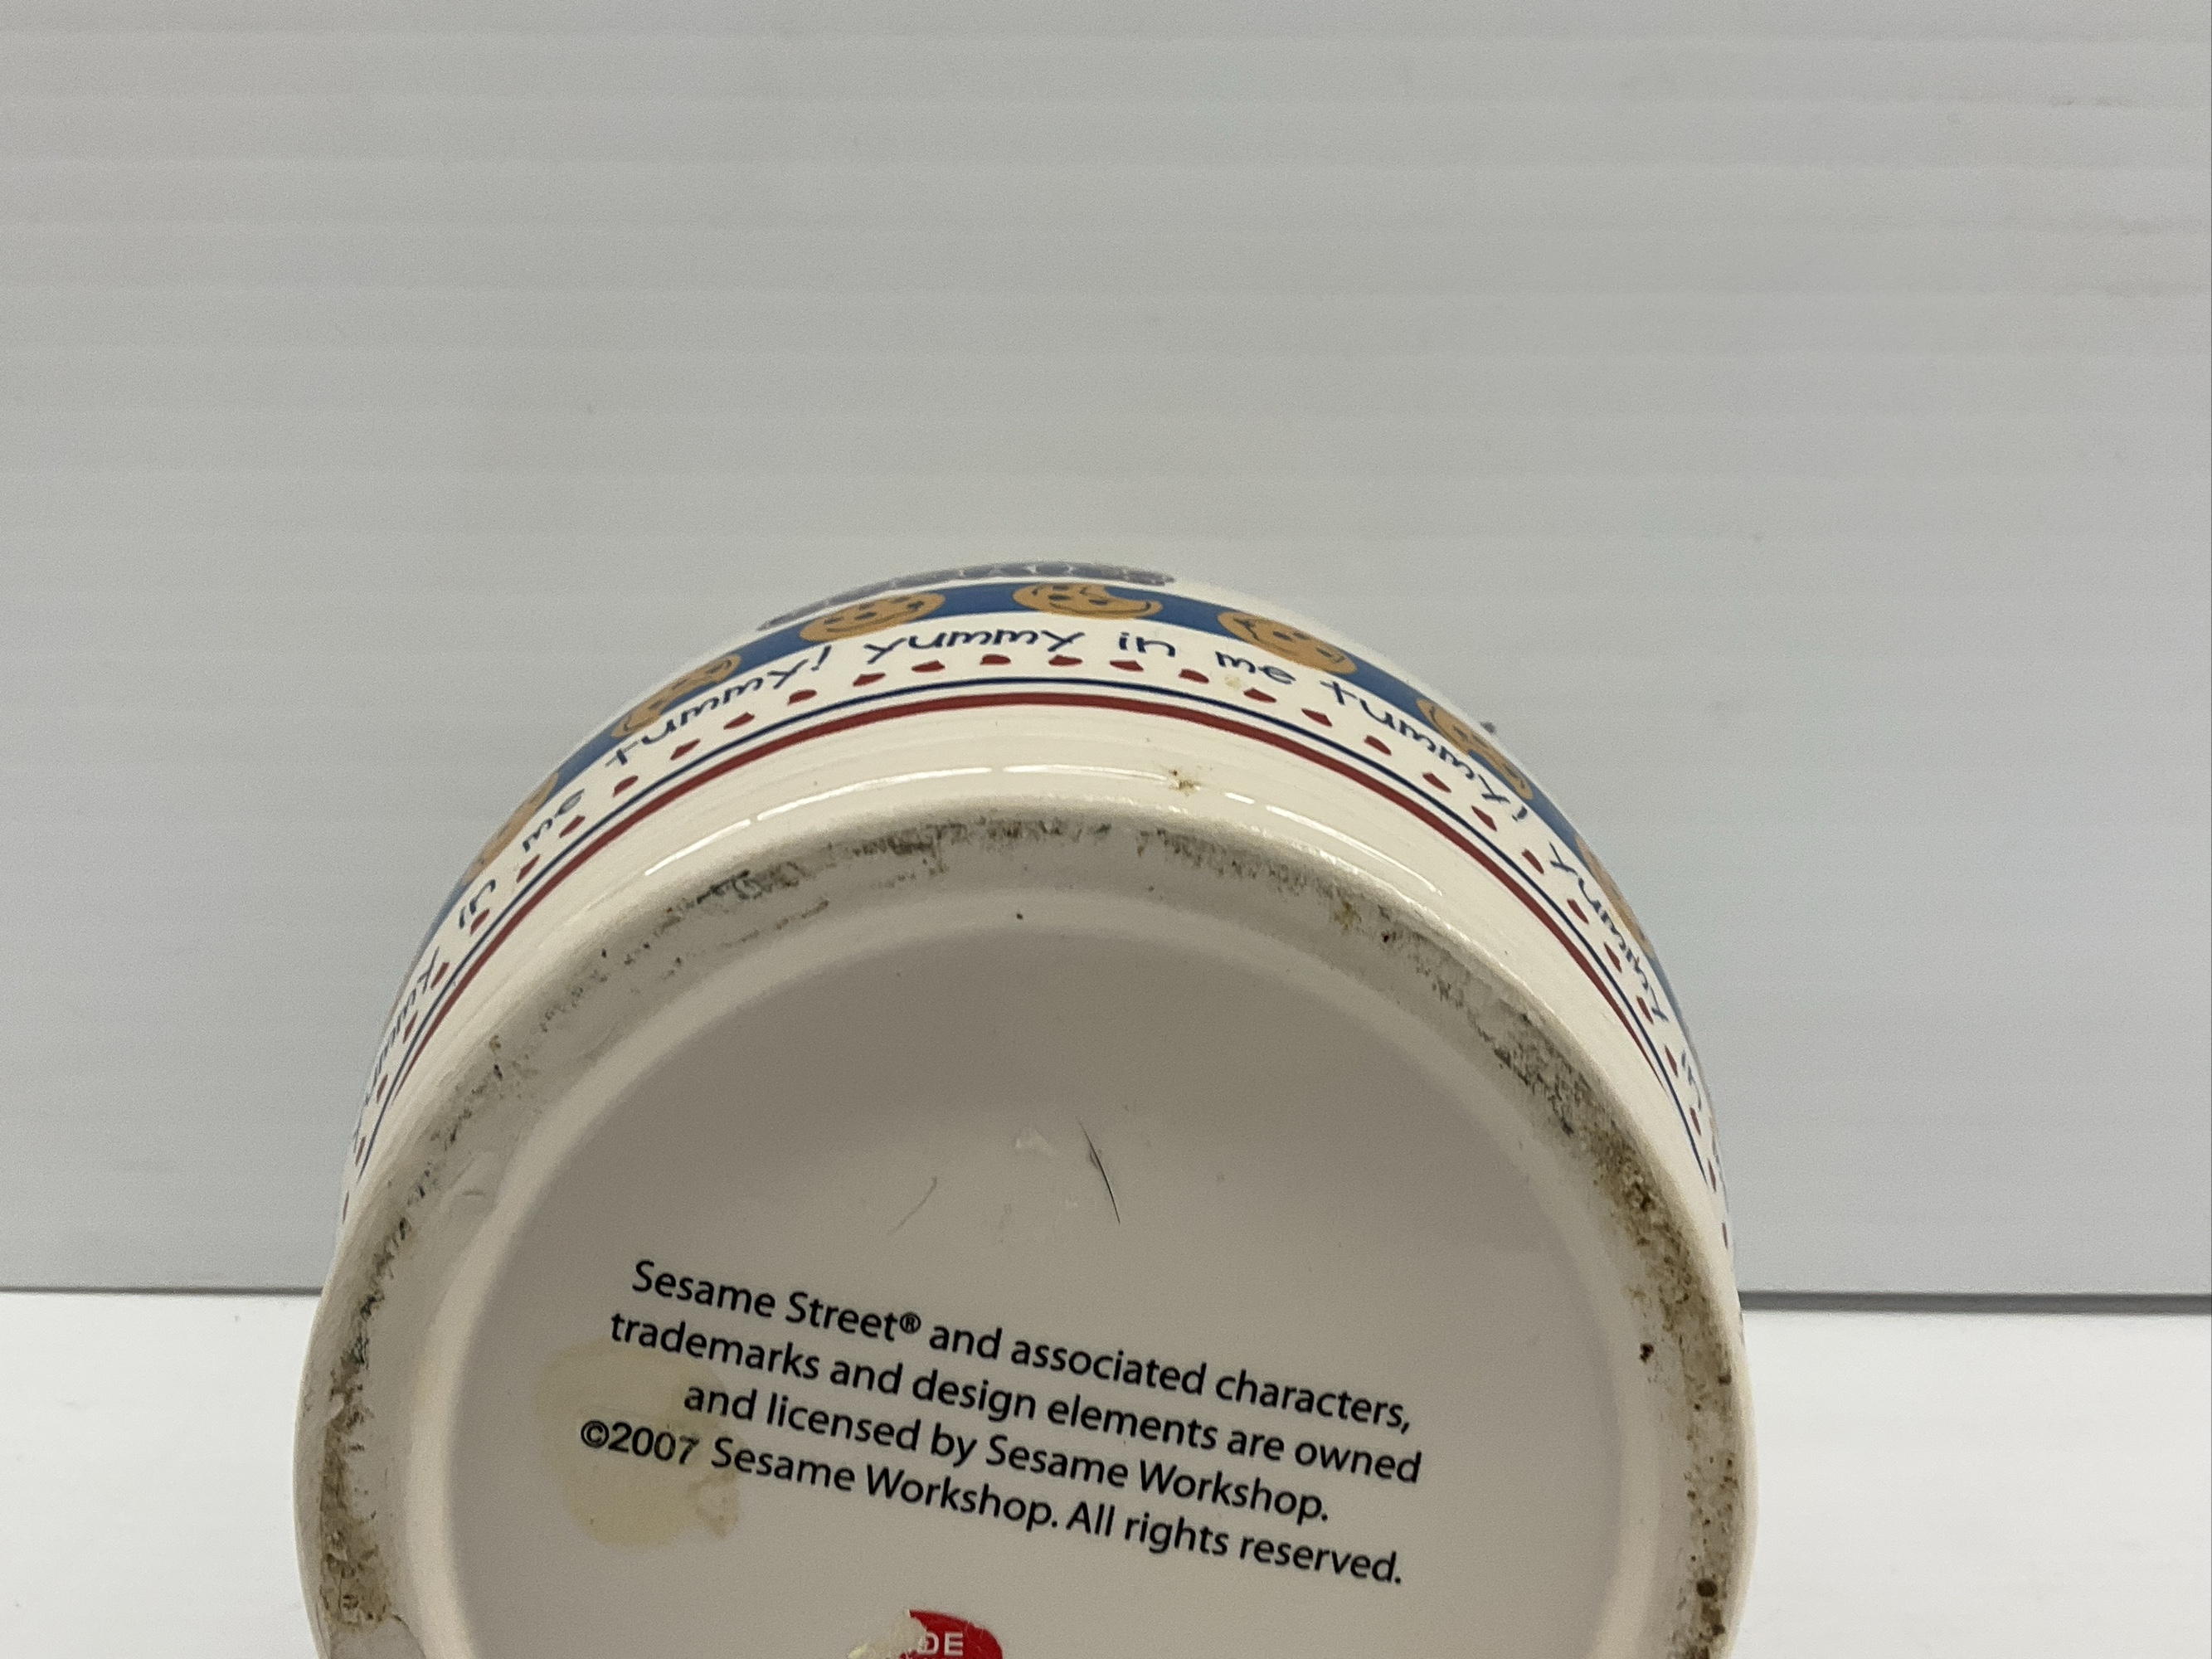 yummy in me tummy! yummy in me tummy! yummy in
Sesame Street® and associated characters,
trademarks and design elements are owned
and licensed by Sesame Workshop.
©2007 Sesame Workshop. All rights reserved.
DE